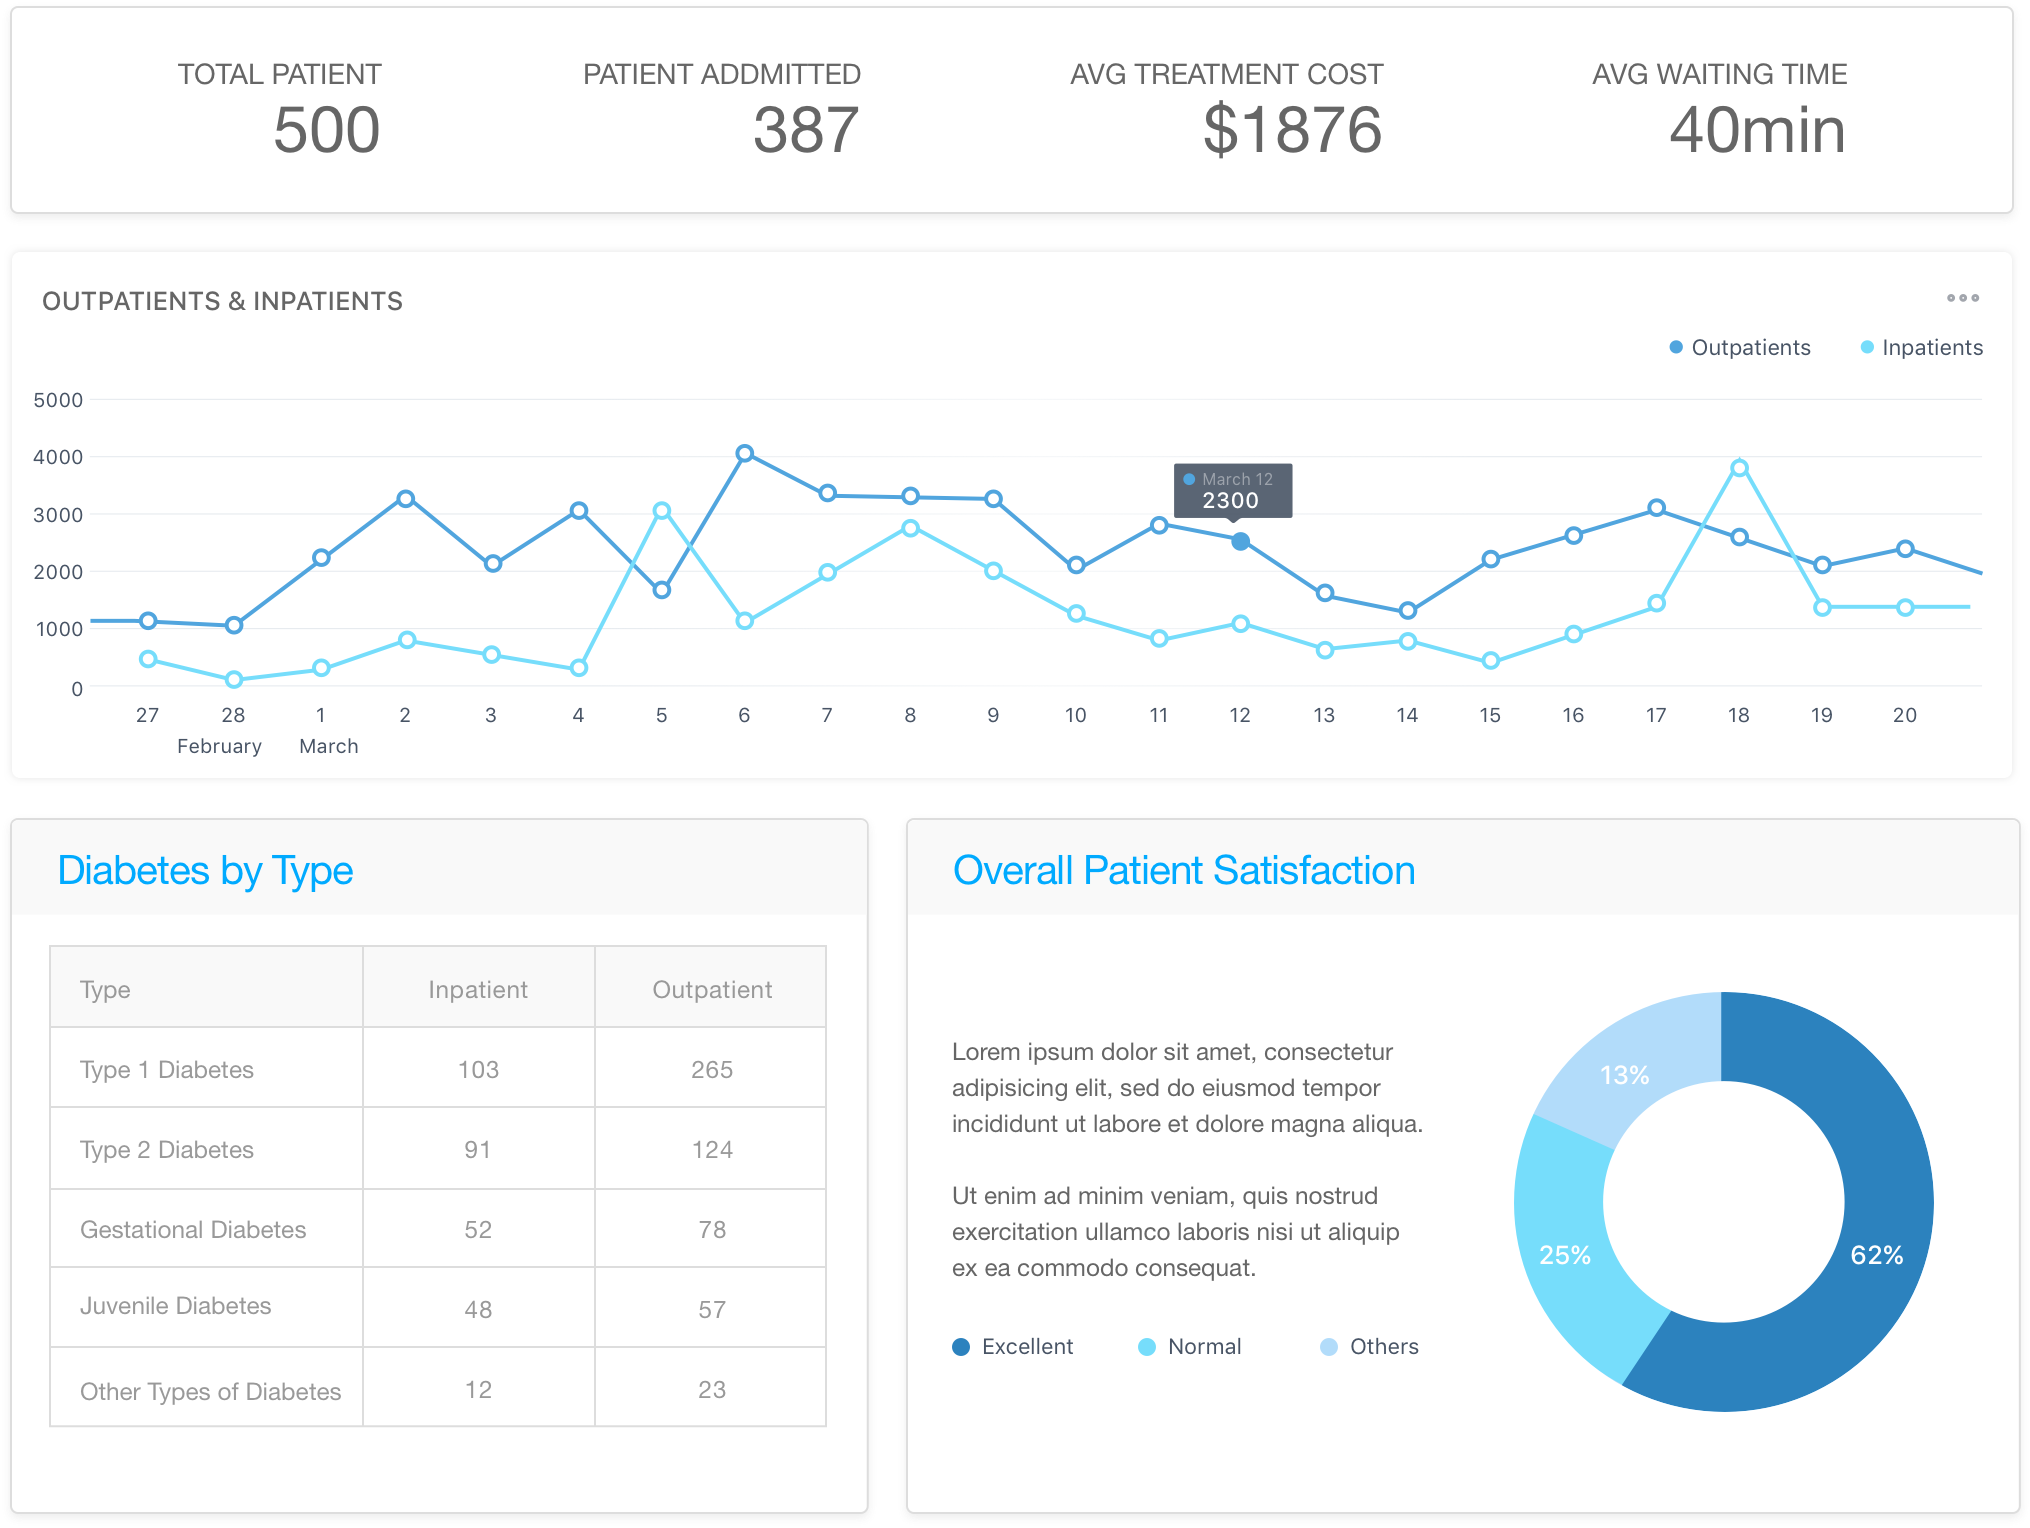 TOTAL PATIENT
500
PATIENT ADDMITTED
387
AVG TREATMENT COST
$1876
AVG WAITING TIME
40min
OUTPATIENTS & INPATIENTS
Outpatients Inpatients
5000
4000
3000
2000
1000
0
March 12
2300
27 28 1 2 3 4 5 6 7 8 9 10 11 12 13 14 15 16 17 18 19 20
February March
Diabetes by Type
Type Inpatient Outpatient
Type 1 Diabetes 103 265
Type 2 Diabetes 91 124
Gestational Diabetes 52 78
Juvenile Diabetes 48 57
Other Types of Diabetes 12 23
Overall Patient Satisfaction
Lorem ipsum dolor sit amet, consectetur
adipisicing elit, sed do eiusmod tempor
incididunt ut labore et dolore magna aliqua.
Ut enim ad minim veniam, quis nostrud
exercitation ullamco laboris nisi ut aliquip
ex ea commodo consequat.
Excellent Normal Others
13%
25%
62%